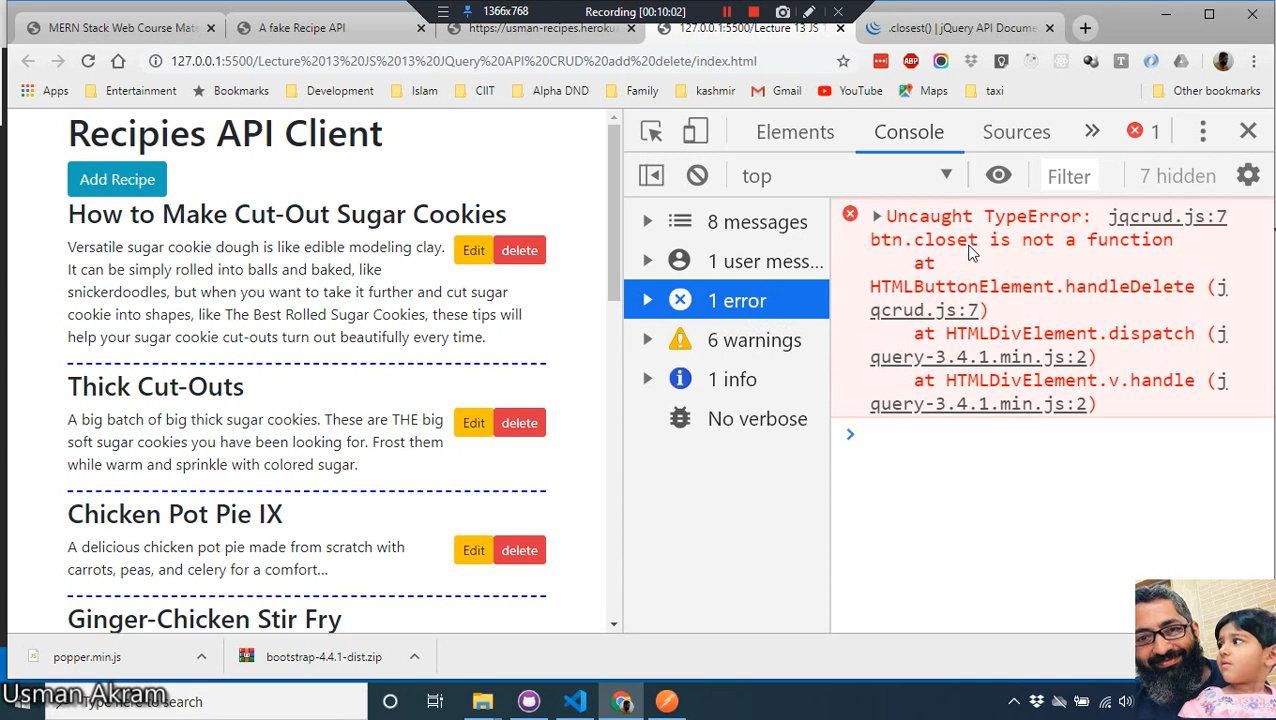 1366x768
Recording [00:10:02]
MERN Stack Web Course Mat
A fake Recipe API
https://usman-recipes.heroku
127.0.0.1:5500/Lecture 13 JS
.closest() | jQuery API Docume
127.0.0.1:5500/Lecture%2013%20JS%2013%20JQuery%20API%20CRUD%20add%20delete/index.html
ABP
Apps
Entertainment
Bookmarks
Development
Islam
CIIT
Alpha DND
Family
kashmir
Gmail
YouTube
Maps
taxi
Other bookmarks
Recipies API Client
Add Recipe
How to Make Cut-Out Sugar Cookies
Versatile sugar cookie dough is like edible modeling clay.
It can be simply rolled into balls and baked, like
snickerdoodles, but when you want to take it further and cut sugar
cookie into shapes, like The Best Rolled Sugar Cookies, these tips will
help your sugar cookie cut-outs turn out beautifully every time.
Edit
delete
Thick Cut-Outs
A big batch of big thick sugar cookies. These are THE big
soft sugar cookies you have been looking for. Frost them
while warm and sprinkle with colored sugar.
Edit
delete
Chicken Pot Pie IX
A delicious chicken pot pie made from scratch with
carrots, peas, and celery for a comfort...
Edit
delete
Ginger-Chicken Stir Fry
Elements
Console
Sources
1
top
Filter
7 hidden
8 messages
1 user mess...
1 error
6 warnings
1 info
No verbose
Uncaught TypeError: jqcrud.js:7
btn.closet is not a function
at
HTMLButtonElement.handleDelete (j
qcrud.js:7)
at HTMLDivElement.dispatch (j
query-3.4.1.min.js:2)
at HTMLDivElement.v.handle (j
query-3.4.1.min.js:2)
popper.min.js
bootstrap-4.4.1-dist.zip
Usman Akram
Type here to search